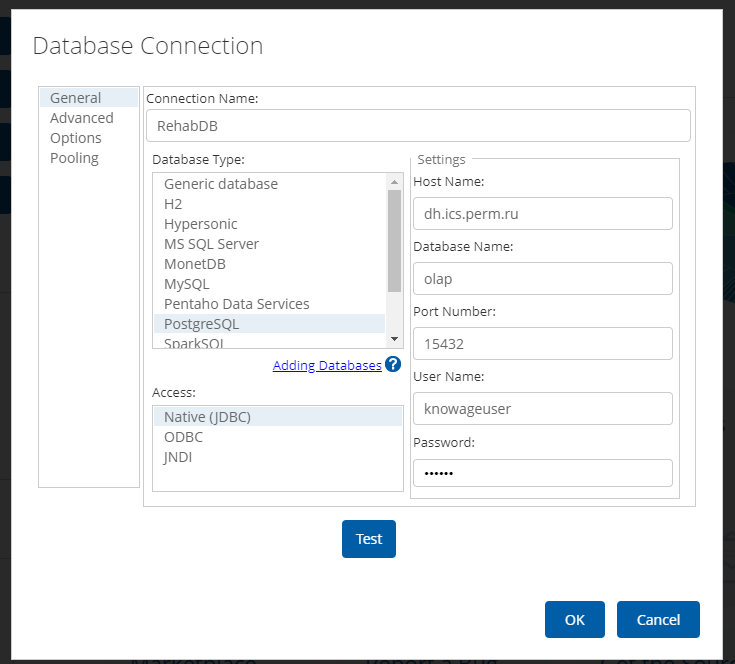 Database Connection
General
Advanced
Options
Pooling
Connection Name:
RehabDB
Database Type:
Generic database
H2
Hypersonic
MS SQL Server
MonetDB
MySQL
Pentaho Data Services
PostgreSQL
SparkSQL
Adding Databases ?
Access:
Native (JDBC)
ODBC
JNDI
Settings
Host Name:
dh.ics.perm.ru
Database Name:
olap
Port Number:
15432
User Name:
knowageuser
Password:
••••••
Test
OK
Cancel